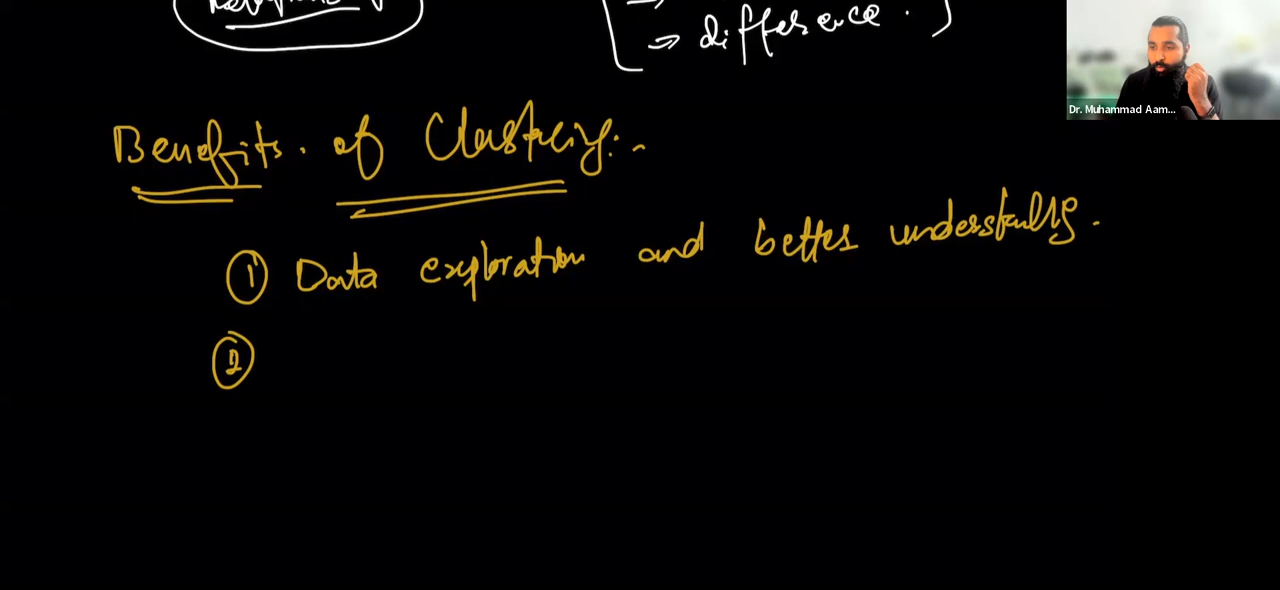 ⇒ difference.
Dr. Muhammad Aam...
Benefits. of Clustering:-
① Data exploration and better understanding.
②